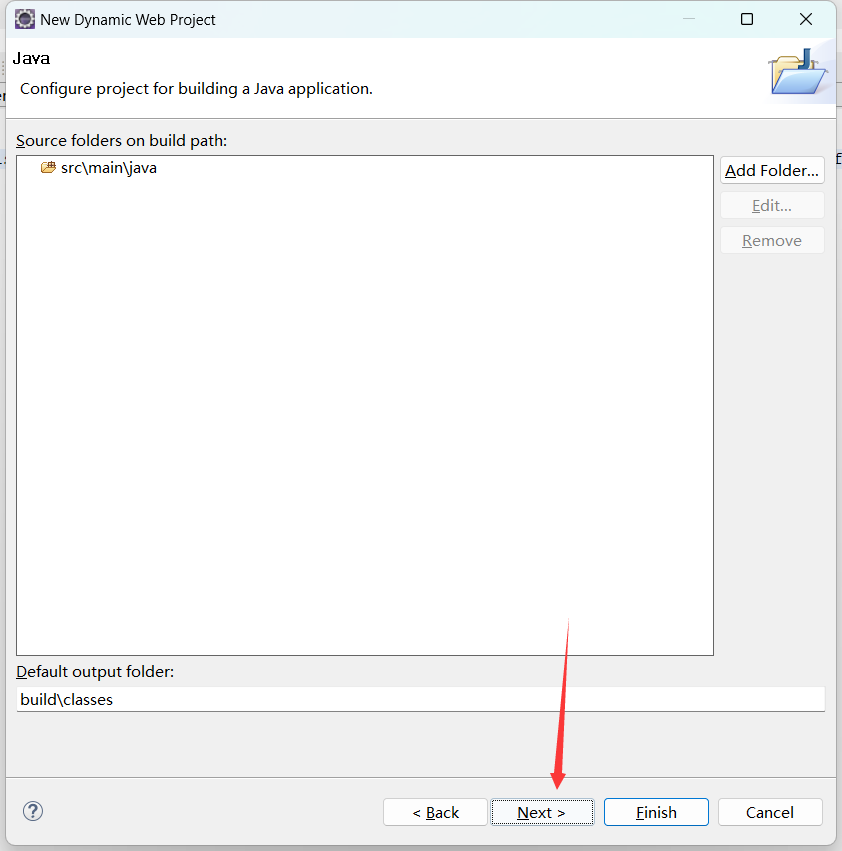 New Dynamic Web Project
Java
Configure project for building a Java application.
Source folders on build path:
src\main\java
Add Folder...
Edit...
Remove
Default output folder:
build\classes
?
< Back
Next >
Finish
Cancel